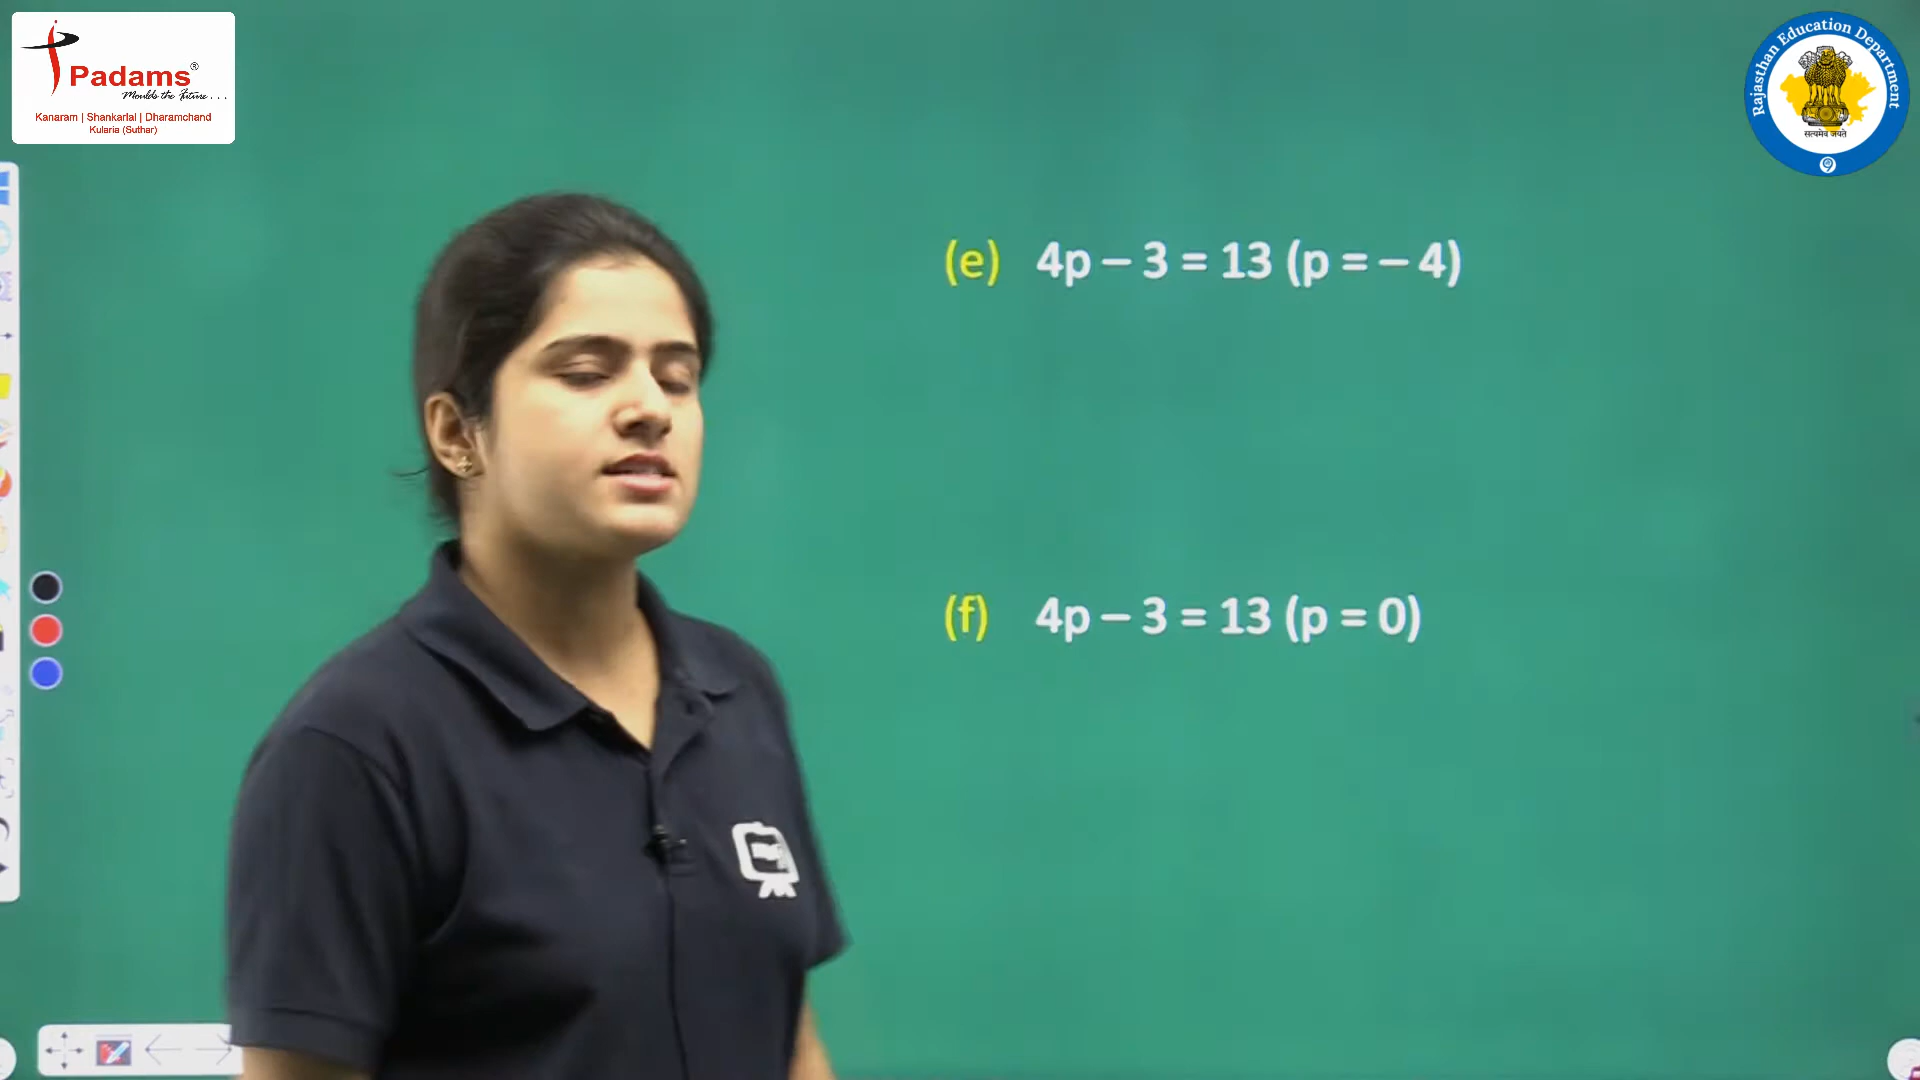 Padams®
Moulds the Future...
Kanaram | Shankarlal | Dharamchand
Kularia (Suthar)
Rajasthan Education Department
सत्यमेव जयते
(e) 4p – 3 = 13 (p = – 4)
(f) 4p – 3 = 13 (p = 0)